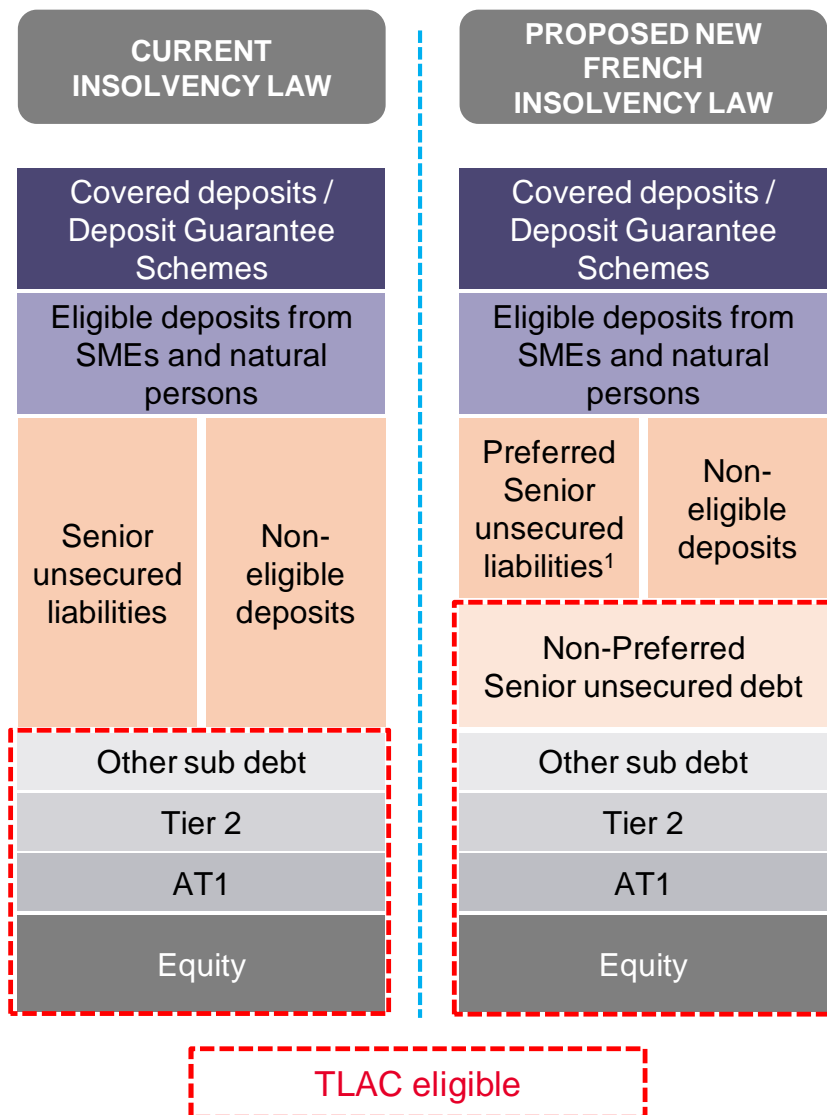 CURRENT
INSOLVENCY LAW
Covered deposits /
Deposit Guarantee
Schemes
Eligible deposits from
SMEs and natural
persons
Senior
unsecured
liabilities
Non-
eligible
deposits
Other sub debt
Tier 2
AT1
Equity
PROPOSED NEW
FRENCH
INSOLVENCY LAW
Covered deposits /
Deposit Guarantee
Schemes
Eligible deposits from
SMEs and natural
persons
Preferred
Senior
unsecured
liabilities¹
Non-
eligible
deposits
Non-Preferred
Senior unsecured debt
Other sub debt
Tier 2
AT1
Equity
TLAC eligible